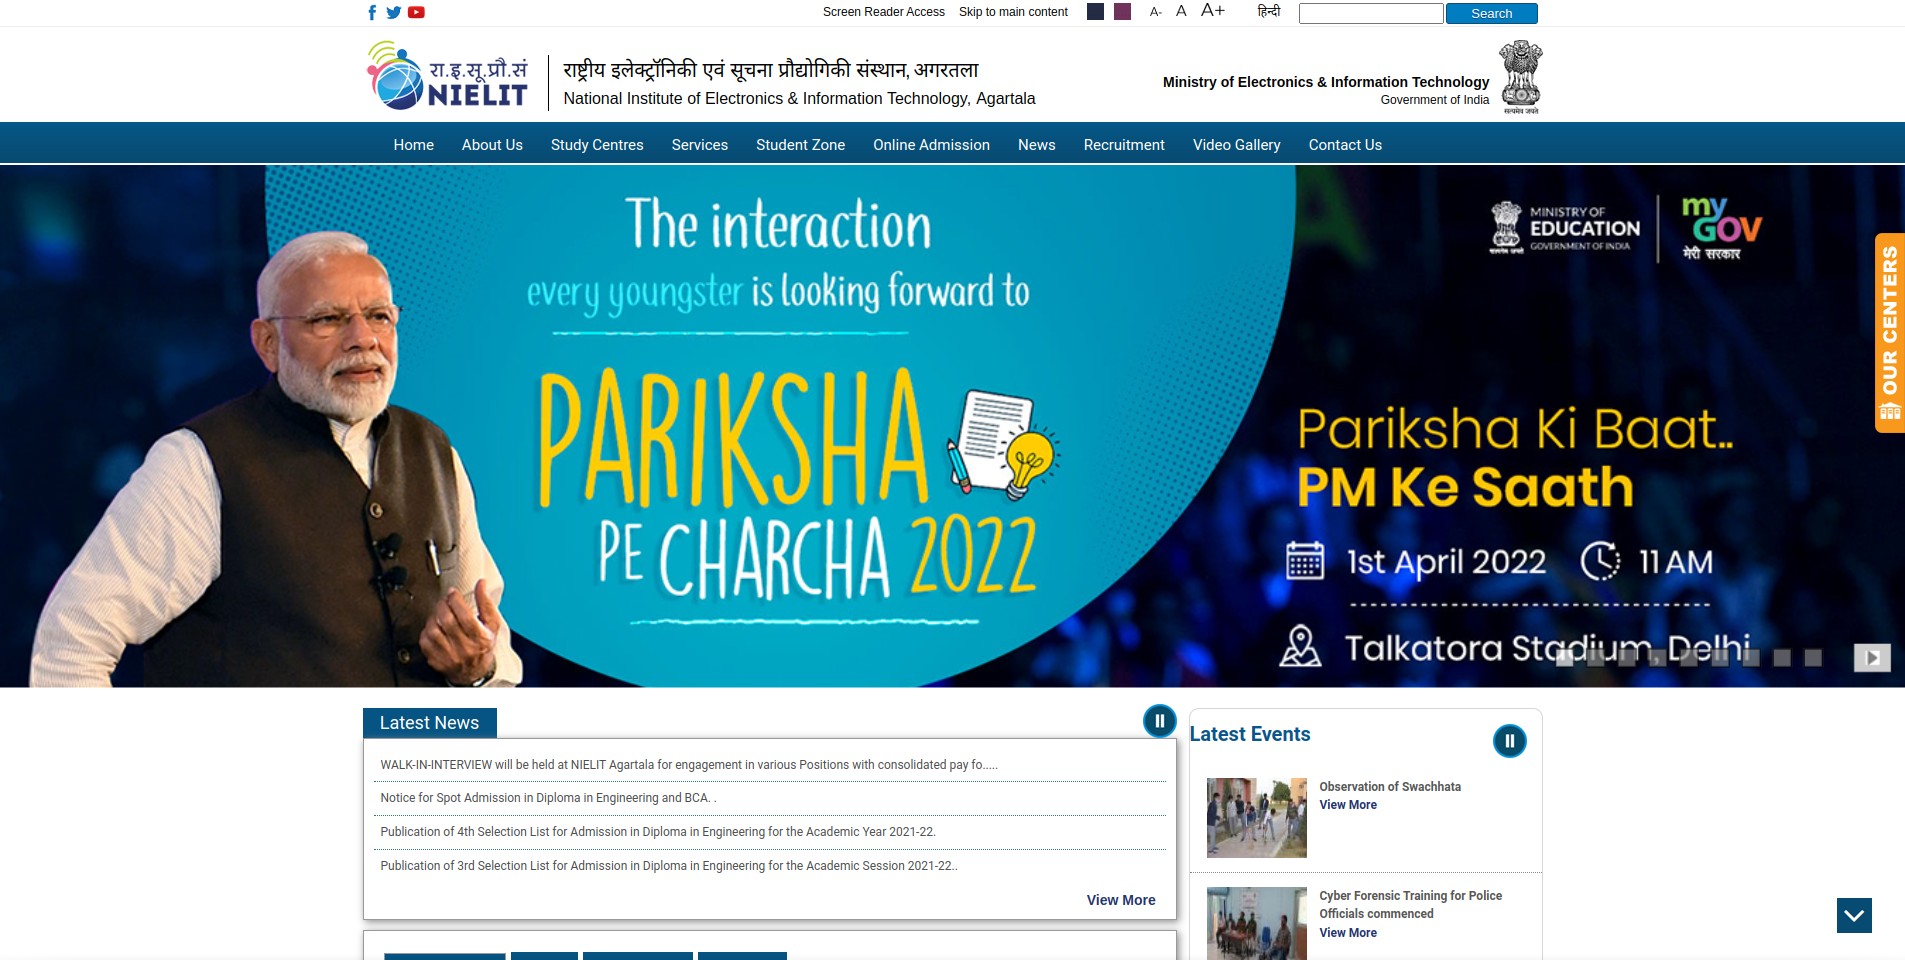 Screen Reader Access Skip to main content A- A A+ हिन्दी Search
रा.इ.सू.प्रौ.सं
NIELIT
राष्ट्रीय इलेक्ट्रॉनिकी एवं सूचना प्रौद्योगिकी संस्थान, अगरतला
National Institute of Electronics & Information Technology, Agartala
Ministry of Electronics & Information Technology
Government of India
सत्यमेव जयते
Home About Us Study Centres Services Student Zone Online Admission News Recruitment Video Gallery Contact Us
The interaction
every youngster is looking forward to
PARIKSHA
PE CHARCHA 2022
MINISTRY OF
EDUCATION
GOVERNMENT OF INDIA
सत्यमेव जयते
my
GOV
मेरी सरकार
Pariksha Ki Baat..
PM Ke Saath
1st April 2022 11 AM
Talkatora Stadium, Delhi
OUR CENTERS
Latest News
WALK-IN-INTERVIEW will be held at NIELIT Agartala for engagement in various Positions with consolidated pay fo.....
Notice for Spot Admission in Diploma in Engineering and BCA. .
Publication of 4th Selection List for Admission in Diploma in Engineering for the Academic Year 2021-22.
Publication of 3rd Selection List for Admission in Diploma in Engineering for the Academic Session 2021-22..
View More
Latest Events
Observation of Swachhata
View More
Cyber Forensic Training for Police
Officials commenced
View More